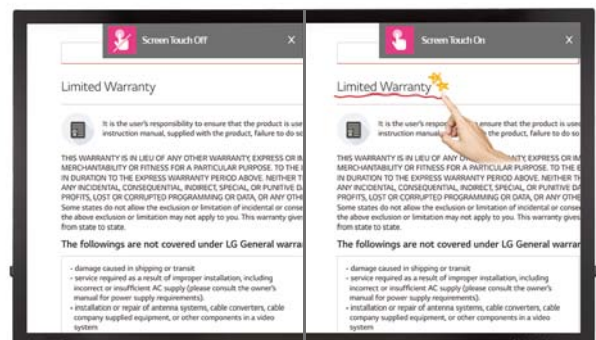 Screen Touch Off X
Limited Warranty
It is the user's responsibility to ensure that the product is use
instruction manual, supplied with the product, failure to do so
THIS WARRANTY IS IN LIEU OF ANY OTHER WARRANTY, EXPRESS OR IM
MERCHANTABILITY OR FITNESS FOR A PARTICULAR PURPOSE. TO THE E
IN DURATION TO THE EXPRESS WARRANTY PERIOD ABOVE. NEITHER T
ANY INCIDENTAL, CONSEQUENTIAL, INDIRECT, SPECIAL, OR PUNITIVE DA
PROFITS, LOST OR CORRUPTED PROGRAMMING OR DATA, OR ANY OTHE
Some states do not allow the exclusion or limitation of incidental or conse
the above exclusion or limitation may not apply to you. This warranty gives
from state to state.
The followings are not covered under LG General warra
- damage caused in shipping or transit
- service required as a result of improper installation, including
incorrect or insufficient AC supply (please consult the owner's
manual for power supply requirements).
- installation or repair of antenna systems, cable converters, cable
company supplied equipment, or other components in a video
system
Screen Touch On X
Limited Warranty
It is the user's respon ensure that the product is use
instruction manual, the product, failure to do so
THIS WARRANTY IS IN LIEU OF ANY WARRANTY, EXPRESS OR IM
MERCHANTABILITY OR FITNESS FOR A PARTICULAR PURPOSE. TO THE E
IN DURATION TO THE EXPRESS WARRANTY PERIOD ABOVE. NEITHER TH
ANY INCIDENTAL, CONSEQUENTIAL, INDIRECT, SPECIAL, OR PUNITIVE DA
PROFITS, LOST OR CORRUPTED PROGRAMMING OR DATA, OR ANY OTHE
Some states do not allow the exclusion or limitation of incidental or conse
the above exclusion or limitation may not apply to you. This warranty gives
from state to state.
The followings are not covered under LG General warra
- damage caused in shipping or transit
- service required as a result of improper installation, including
incorrect or insufficient AC supply (please consult the owner's
manual for power supply requirements).
- installation or repair of antenna systems, cable converters, cable
company supplied equipment, or other components in a video
system